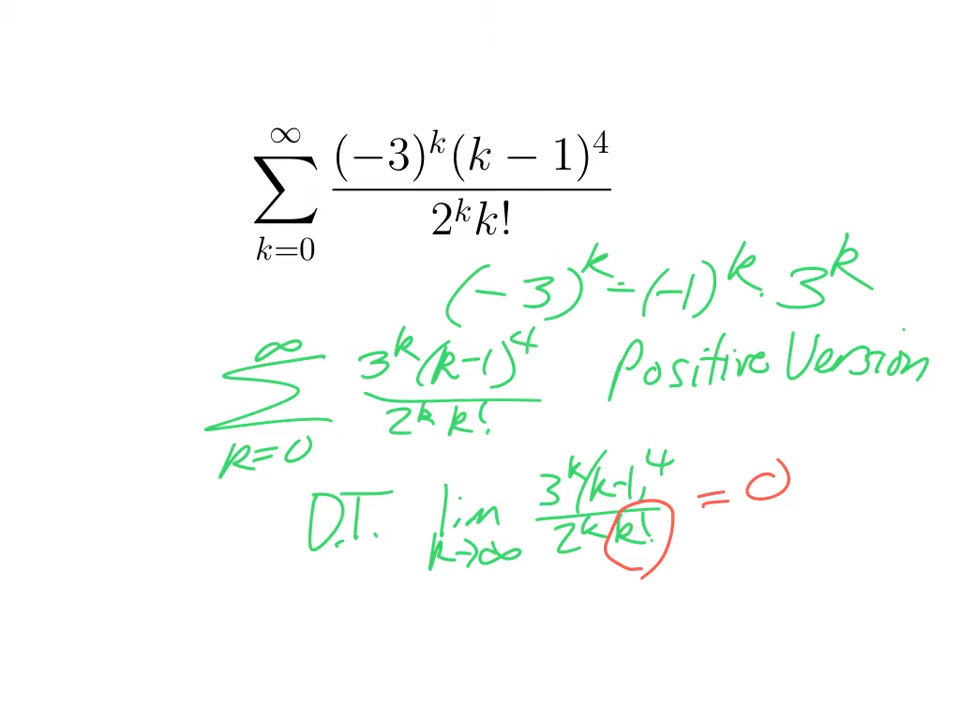 ∞
∑ (−3)^k(k − 1)^4 / 2^k k!
k=0
(-3)^k = (-1)^k · 3^k
∞
∑ 3^k(k-1)^4 / 2^k k! Positive Version
k=0
D.T. lim k→∞ 3^k(k-1)^4 / 2^k k! = 0